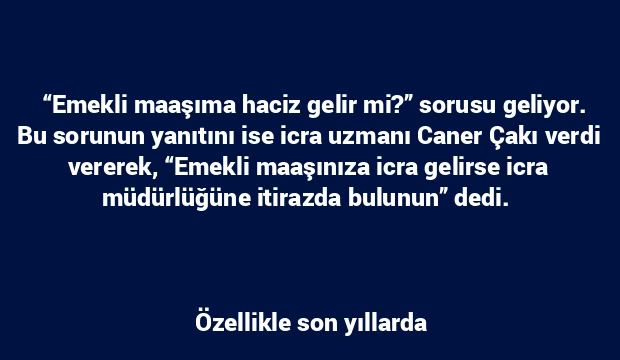 “Emekli maaşıma haciz gelir mi?” sorusu geliyor.
Bu sorunun yanıtını ise icra uzmanı Caner Çakı verdi
vererek, “Emekli maaşınıza icra gelirse icra
müdürlüğüne itirazda bulunun” dedi.
Özellikle son yıllarda